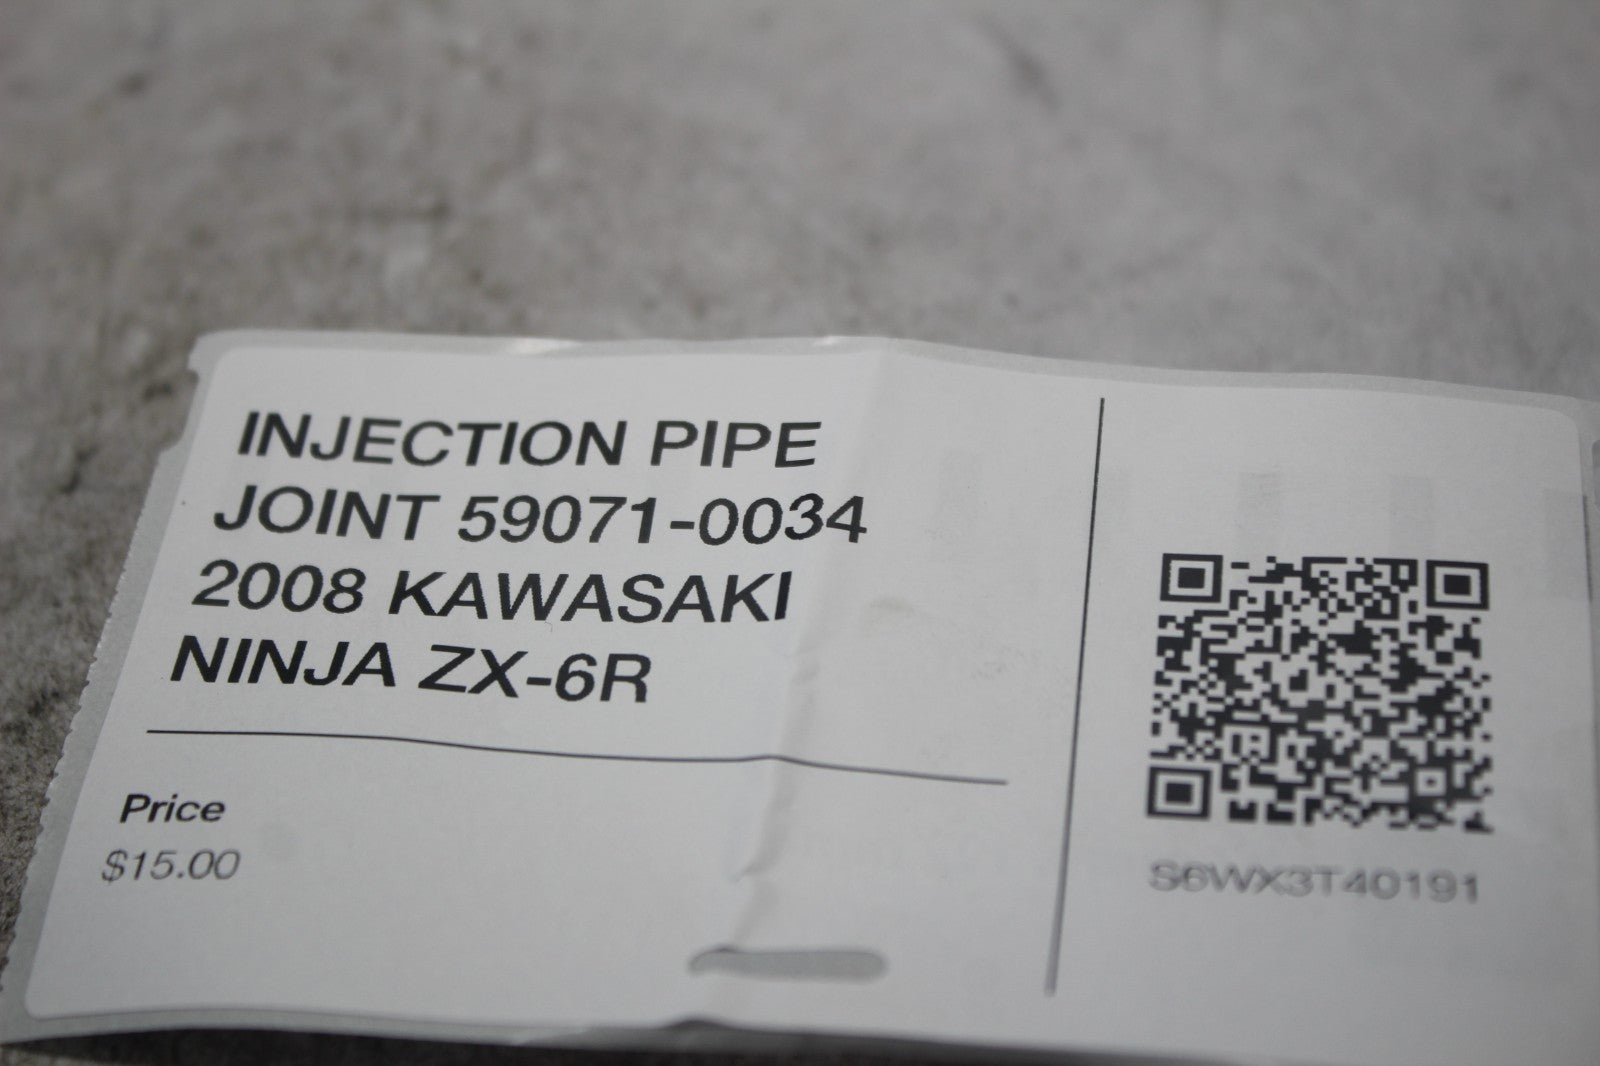 INJECTION PIPE
JOINT 59071-0034
2008 KAWASAKI
NINJA ZX-6R
Price
$15.00
S6WX3T40191